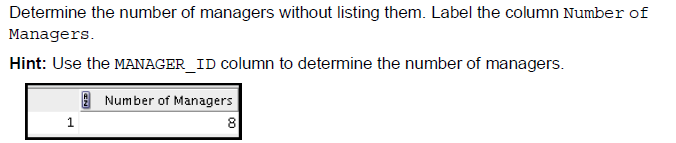 Determine the number of managers without listing them. Label the column Number of
Managers.
Hint: Use the MANAGER_ID column to determine the number of managers.
Number of Managers
1 8